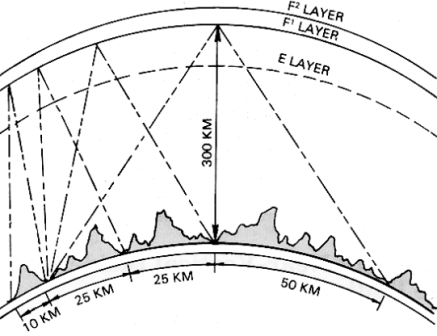 F² LAYER
F¹ LAYER
E LAYER
300 KM
10 KM
25 KM
25 KM
50 KM